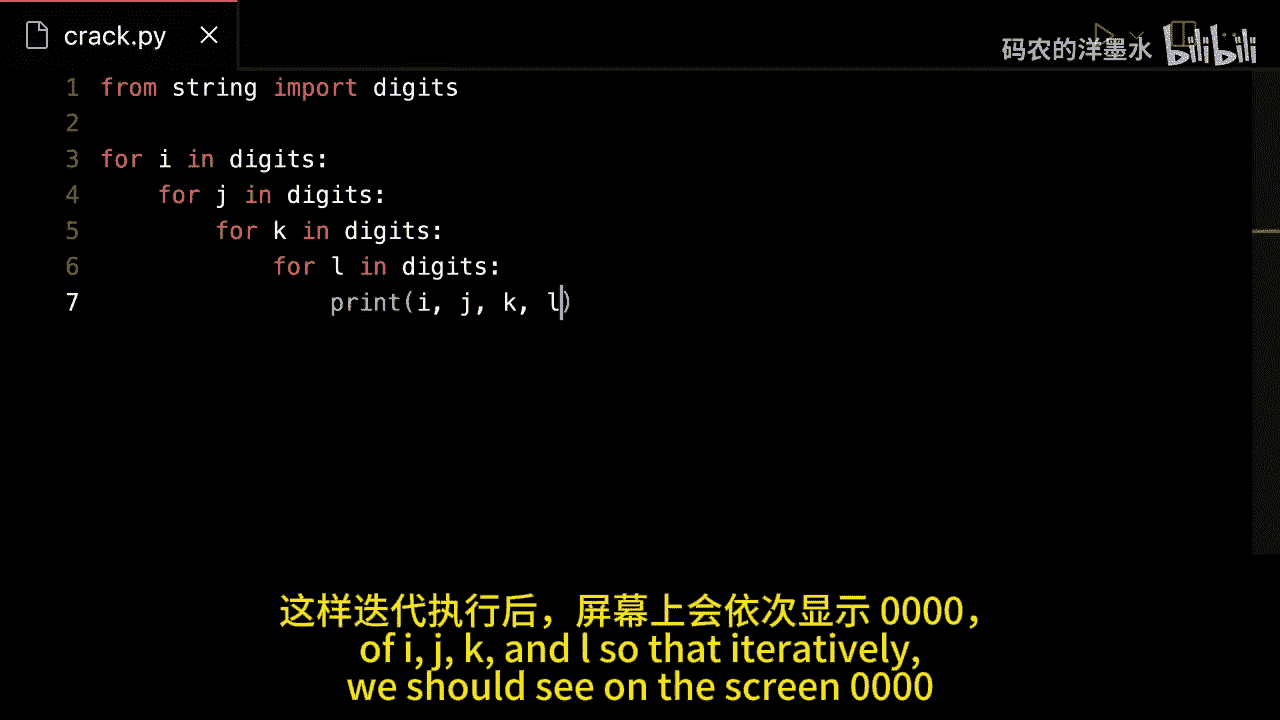 crack.py
码农的洋墨水 bilibili
1 from string import digits
2
3 for i in digits:
4     for j in digits:
5         for k in digits:
6             for l in digits:
7                 print(i, j, k, l)
这样迭代执行后，屏幕上会依次显示 0000，
of i, j, k, and l so that iteratively,
we should see on the screen 0000